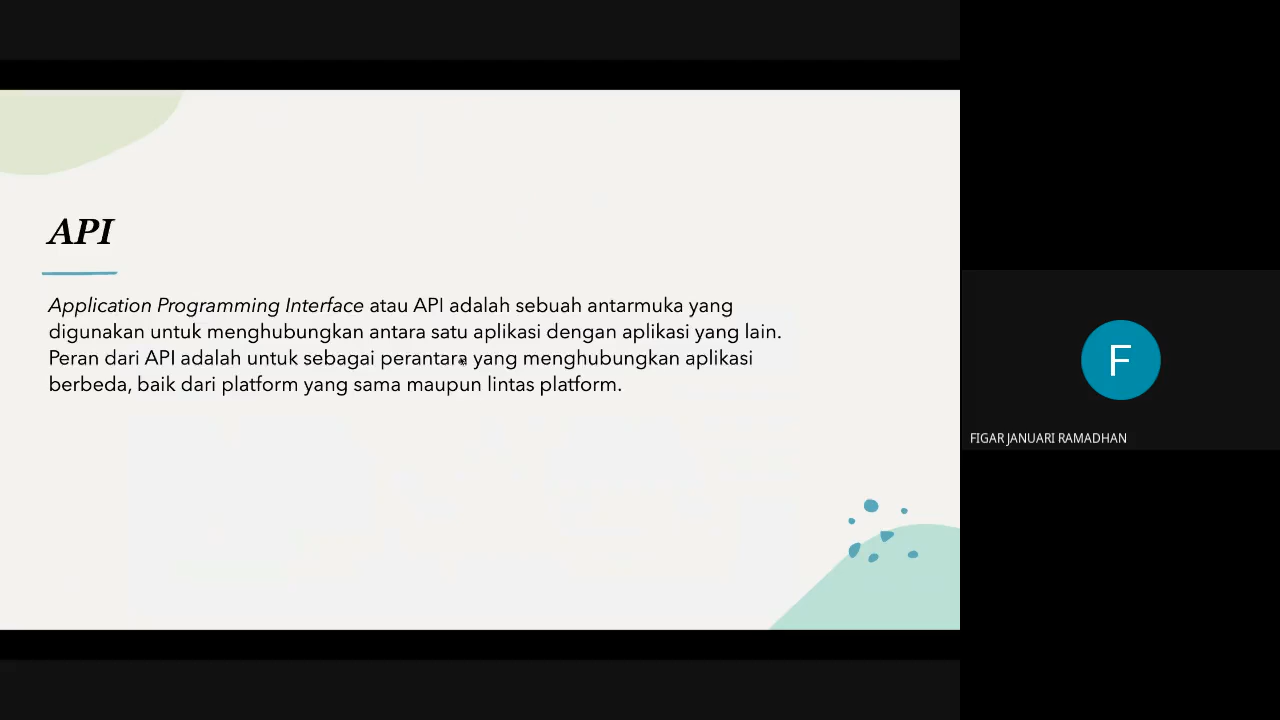 API
Application Programming Interface atau API adalah sebuah antarmuka yang
digunakan untuk menghubungkan antara satu aplikasi dengan aplikasi yang lain.
Peran dari API adalah untuk sebagai perantara yang menghubungkan aplikasi
berbeda, baik dari platform yang sama maupun lintas platform.
F
FIGAR JANUARI RAMADHAN